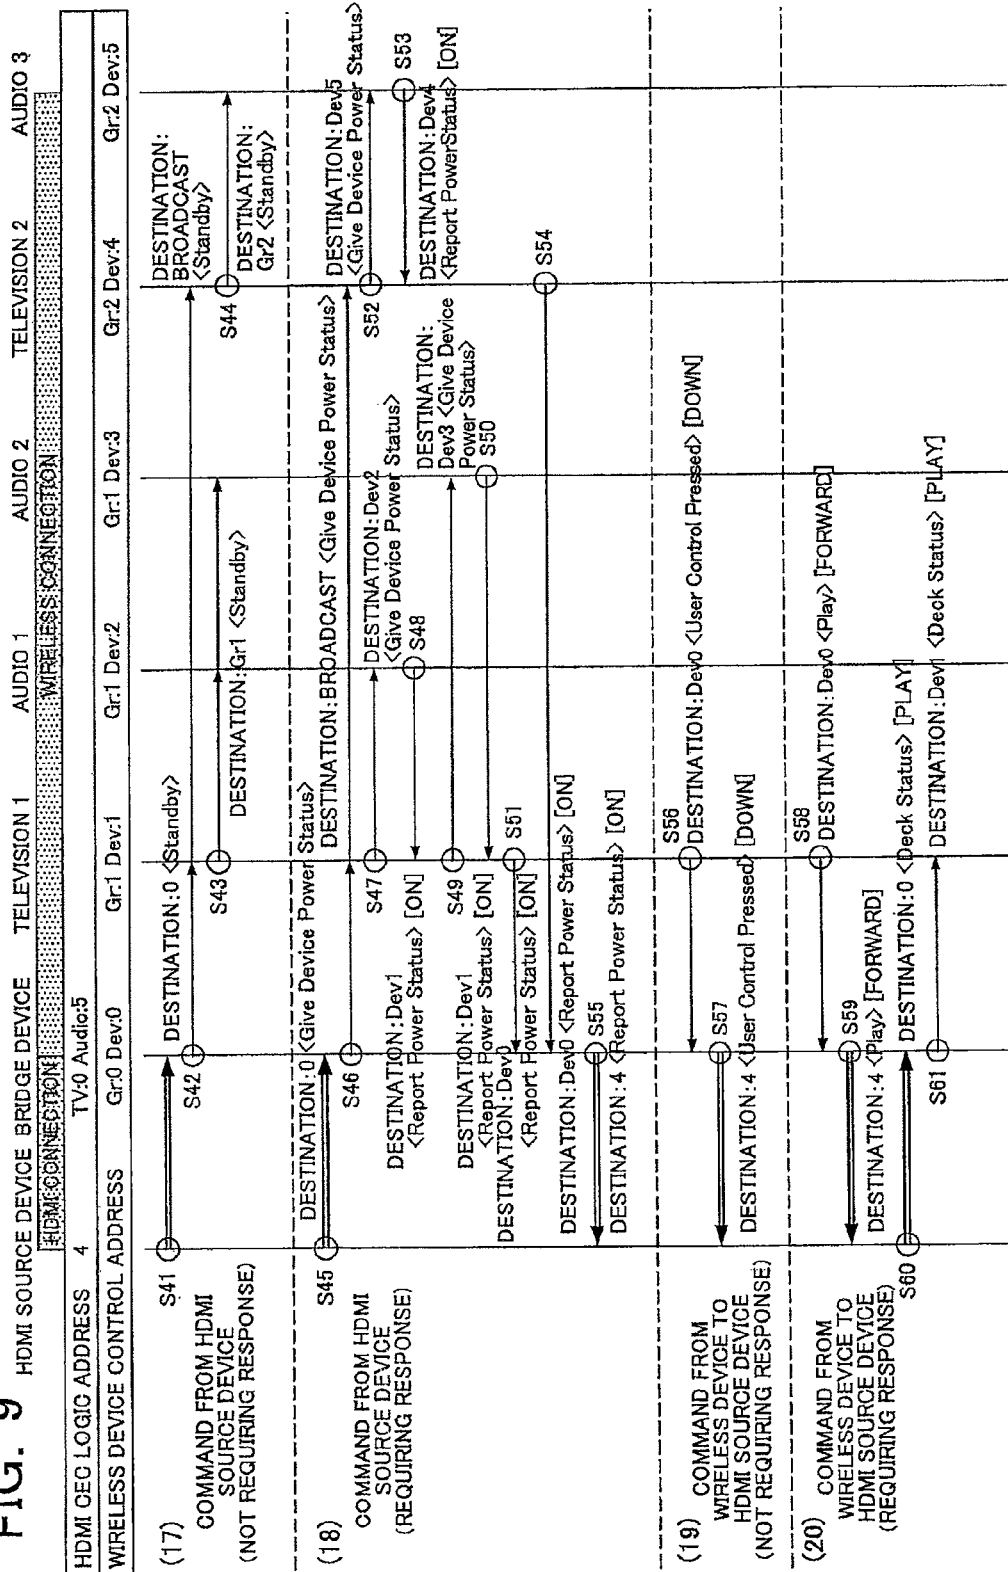 FIG. 9
HDMI SOURCE DEVICE BRIDGE DEVICE TELEVISION 1 AUDIO 1 AUDIO 2 TELEVISION 2 AUDIO 3
HDMI CONNECTION WIRELESS CONNECTION
HDMI CEC LOGIC ADDRESS 4 TV:0 Audio:5
WIRELESS DEVICE CONTROL ADDRESS Gr:0 Dev:0 Gr:1 Dev:1 Gr:1 Dev:2 Gr:1 Dev:3 Gr:2 Dev:4 Gr:2 Dev:5
(17)
COMMAND FROM HDMI
SOURCE DEVICE
(NOT REQUIRING RESPONSE)
S41
DESTINATION:0 <Standby>
S42
S43
DESTINATION:Gr1 <Standby>
DESTINATION:
BROADCAST
<Standby>
S44
DESTINATION:
Gr2 <Standby>
(18)
COMMAND FROM HDMI
SOURCE DEVICE
(REQUIRING RESPONSE)
S45
DESTINATION:0 <Give Device Power Status>
S46
DESTINATION:BROADCAST <Give Device Power Status>
S47
DESTINATION:Dev2
<Give Device Power Status>
S48
DESTINATION:Dev1
<Report Power Status> [ON]
S49
DESTINATION:
Dev3 <Give Device
Power Status>
S50
DESTINATION:Dev1
<Report Power Status> [ON]
S51
DESTINATION:Dev0
<Report Power Status> [ON]
DESTINATION:Dev5
<Give Device Power Status>
S52
S53
DESTINATION:Dev4
<Report PowerStatus> [ON]
S54
DESTINATION:Dev0 <Report Power Status> [ON]
S55
DESTINATION:4 <Report Power Status> [ON]
(19)
COMMAND FROM
WIRELESS DEVICE TO
HDMI SOURCE DEVICE
(NOT REQUIRING RESPONSE)
S56
DESTINATION:Dev0 <User Control Pressed> [DOWN]
S57
DESTINATION:4 <User Control Pressed> [DOWN]
(20)
COMMAND FROM
WIRELESS DEVICE TO
HDMI SOURCE DEVICE
(REQUIRING RESPONSE)
S58
DESTINATION:Dev0 <Play> [FORWARD]
S59
DESTINATION:4 <Play> [FORWARD]
S60
DESTINATION:0 <Deck Status> [PLAY]
S61
DESTINATION:Dev1 <Deck Status> [PLAY]